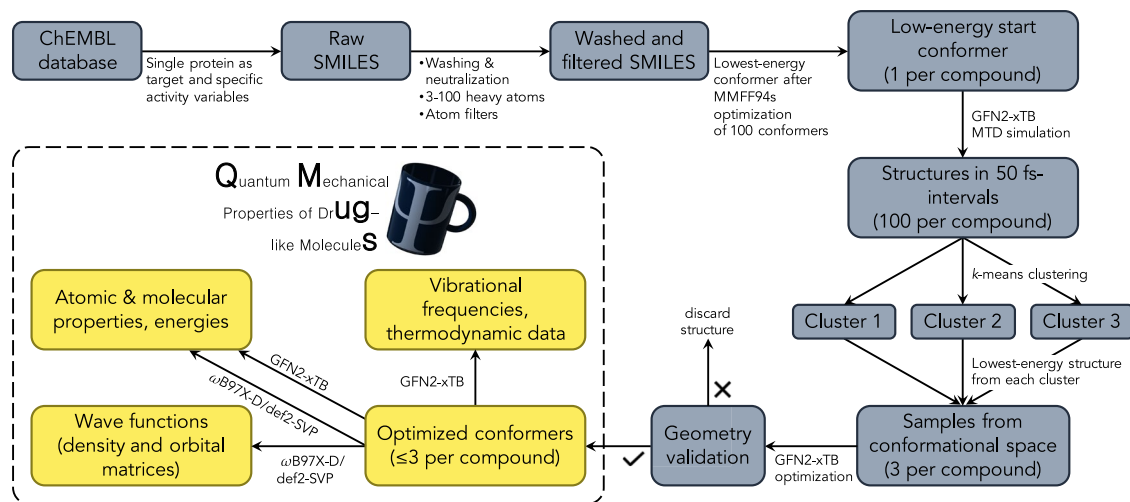 ChEMBL
database
Single protein as
target and specific
activity variables
Raw
SMILES
•Washing &
neutralization
•3-100 heavy atoms
•Atom filters
Washed and
filtered SMILES
Lowest-energy
conformer after
MMFF94s
optimization
of 100 conformers
Low-energy start
conformer
(1 per compound)
GFN2-xTB
MTD simulation
Structures in 50 fs-
intervals
(100 per compound)
k-means clustering
Cluster 1
Cluster 2
Cluster 3
Lowest-energy structure
from each cluster
Samples from
conformational space
(3 per compound)
GFN2-xTB
optimization
Geometry
validation
discard
structure
Quantum Mechanical
Properties of Drug-
like Molecules
Optimized conformers
(≤3 per compound)
GFN2-xTB
Vibrational
frequencies,
thermodynamic data
GFN2-xTB
ωB97X-D/def2-SVP
Atomic & molecular
properties, energies
ωB97X-D/
def2-SVP
Wave functions
(density and orbital
matrices)